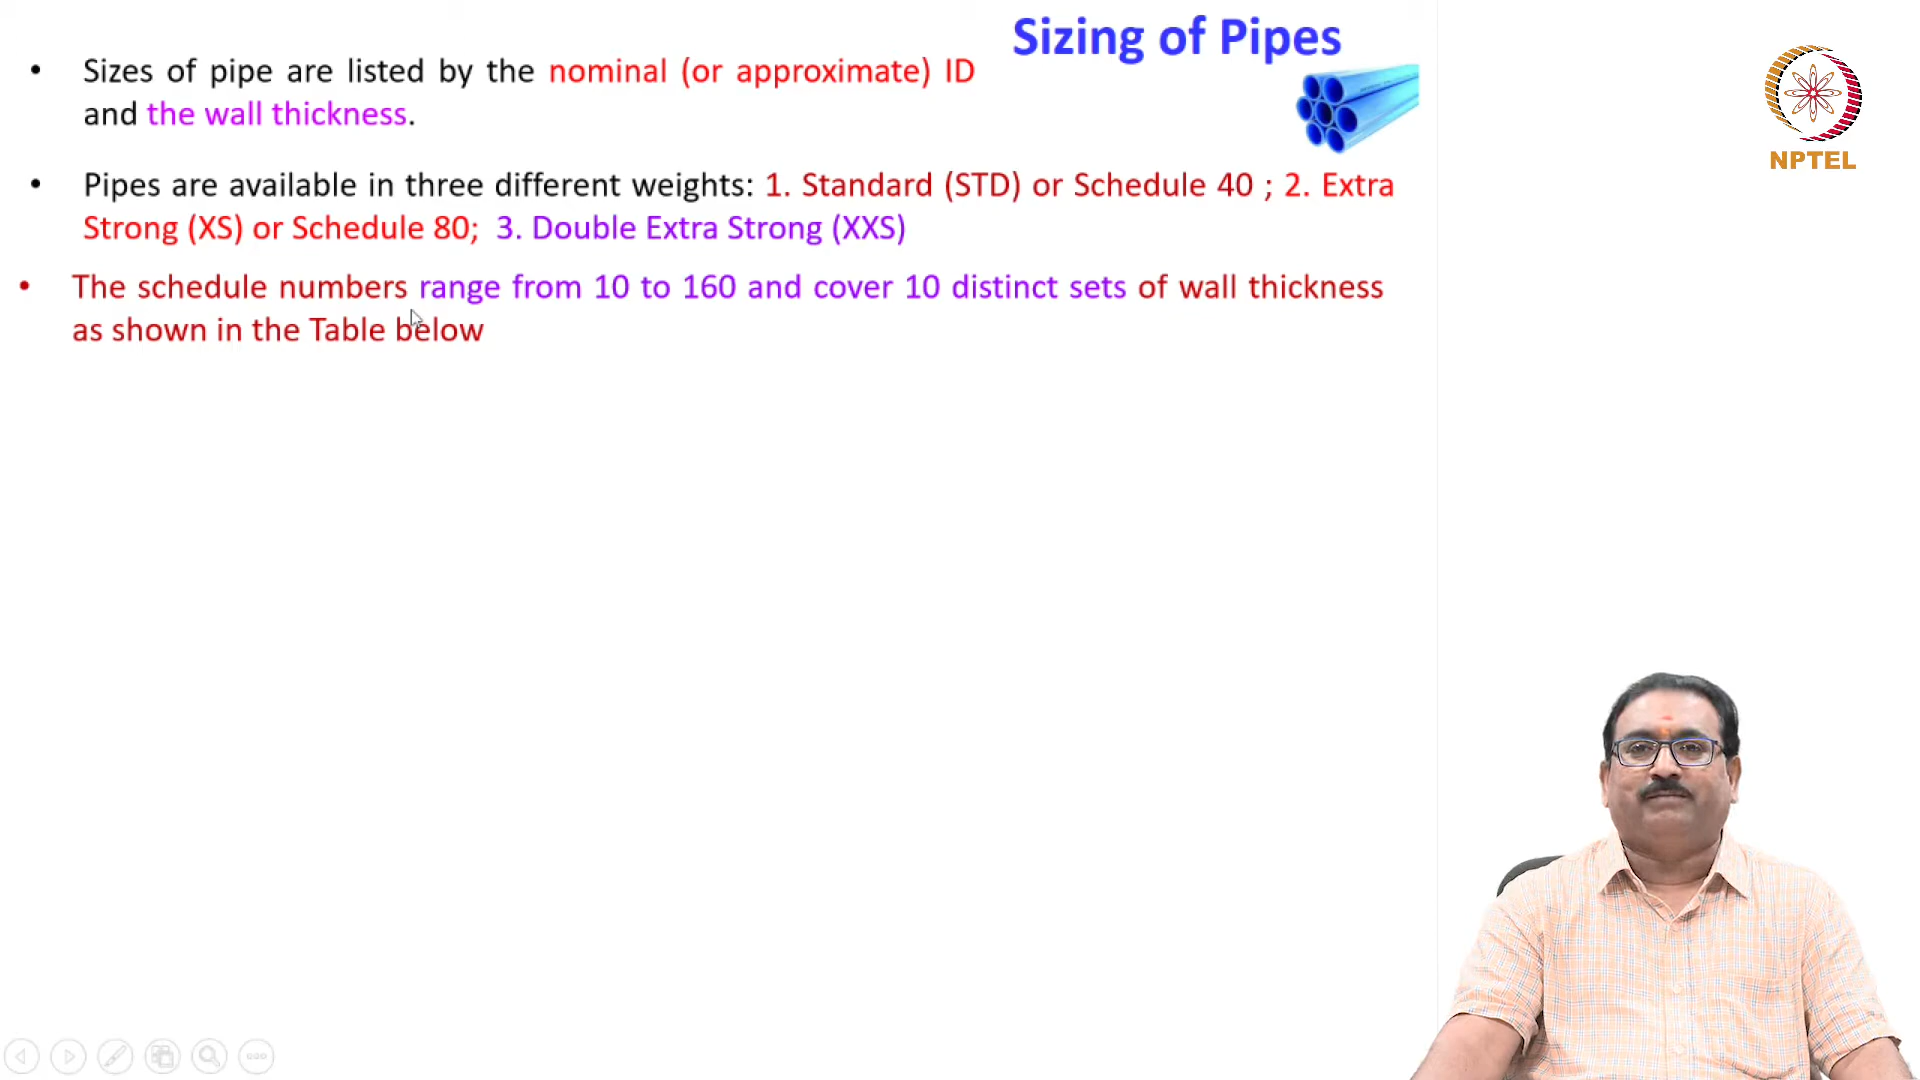 Sizing of Pipes
• Sizes of pipe are listed by the nominal (or approximate) ID
and the wall thickness.
• Pipes are available in three different weights: 1. Standard (STD) or Schedule 40 ; 2. Extra
Strong (XS) or Schedule 80; 3. Double Extra Strong (XXS)
• The schedule numbers range from 10 to 160 and cover 10 distinct sets of wall thickness
as shown in the Table below
NPTEL